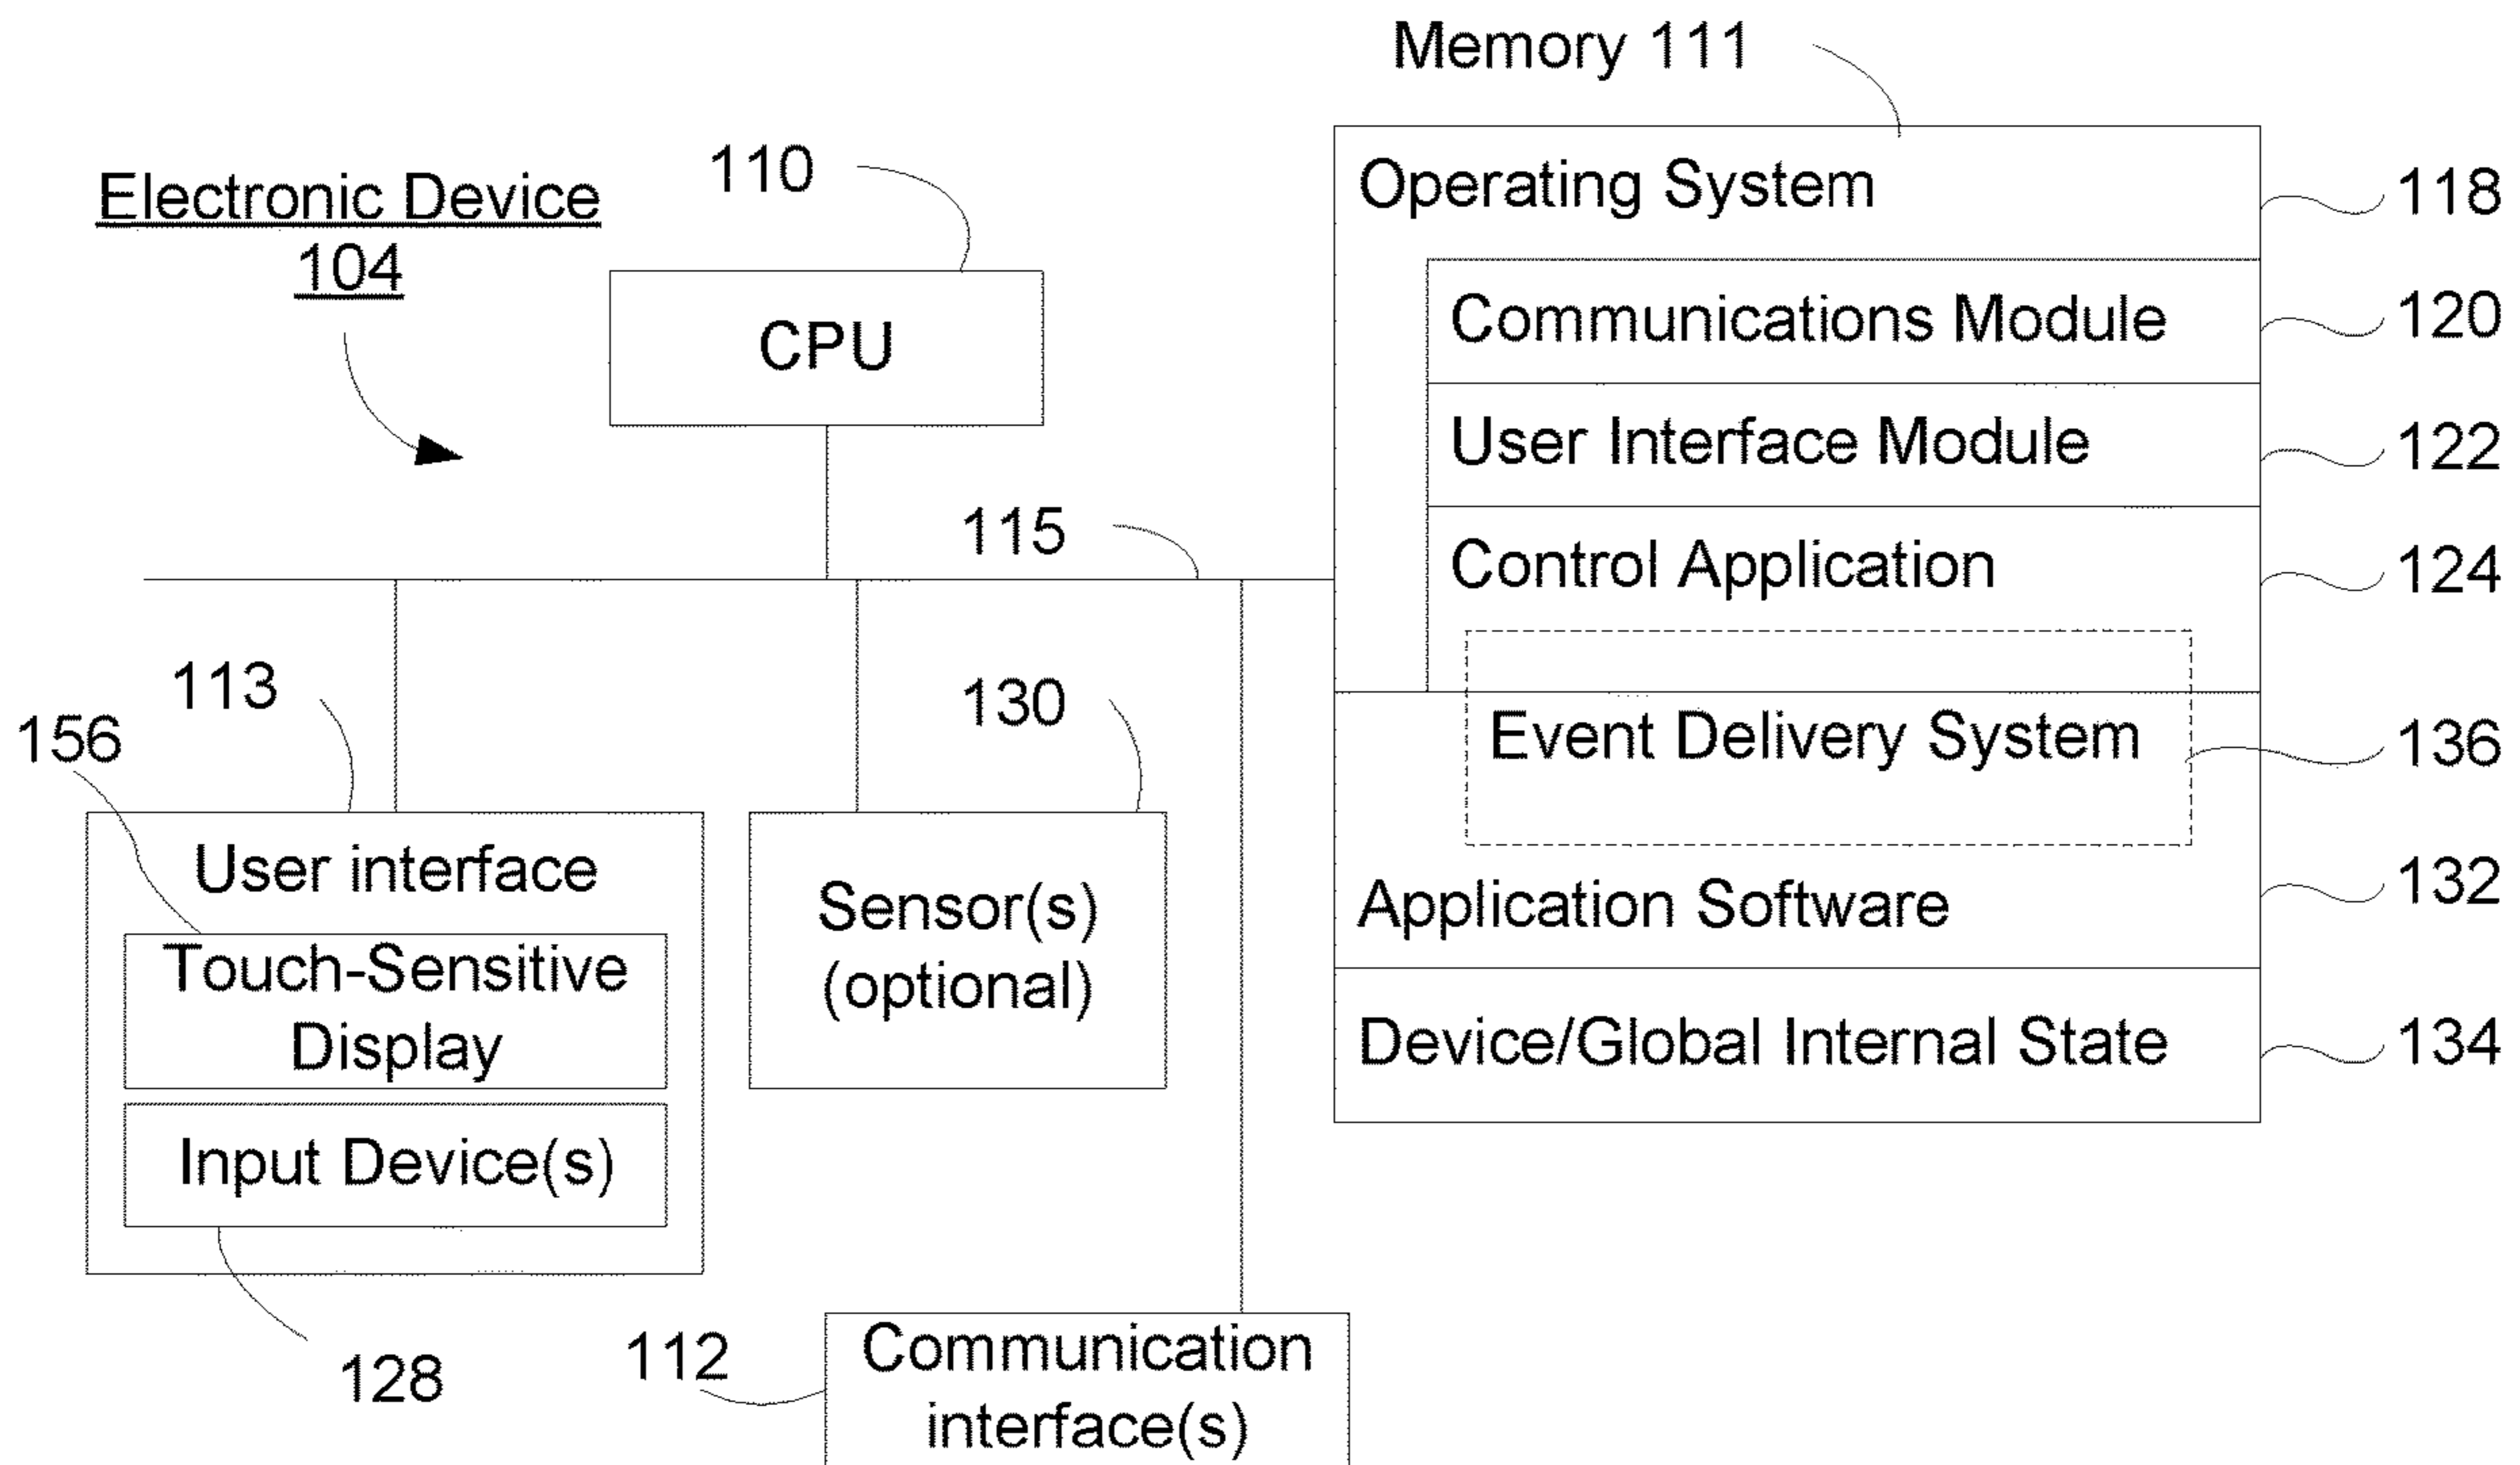 Memory 111
Electronic Device
104
110
CPU
115
Operating System
118
Communications Module
120
User Interface Module
122
Control Application
124
Event Delivery System
136
Application Software
132
Device/Global Internal State
134
113
156
User interface
Touch-Sensitive
Display
Input Device(s)
128
130
Sensor(s)
(optional)
112
Communication
interface(s)